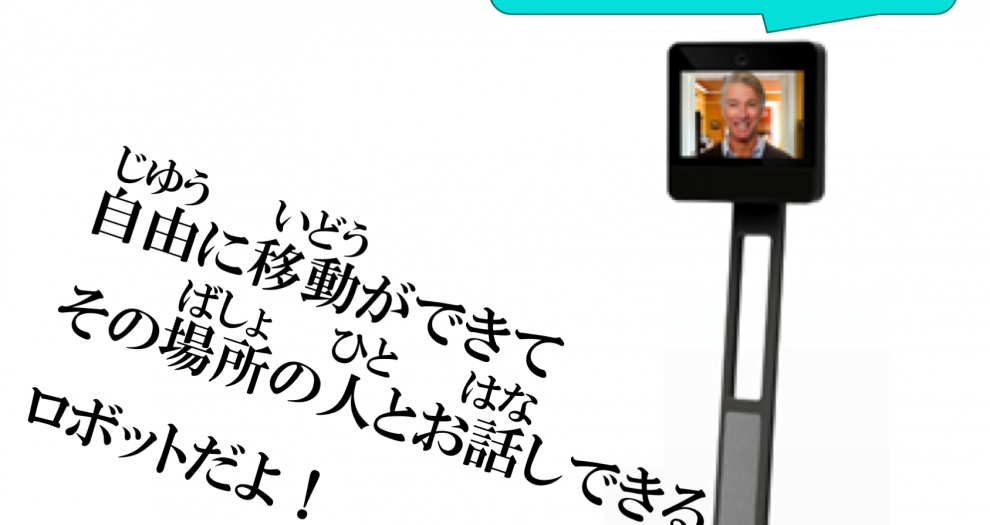 じゆう いどう
自由に移動ができて
ばしょ ひと はな
その場所の人とお話しできる
ロボットだよ！